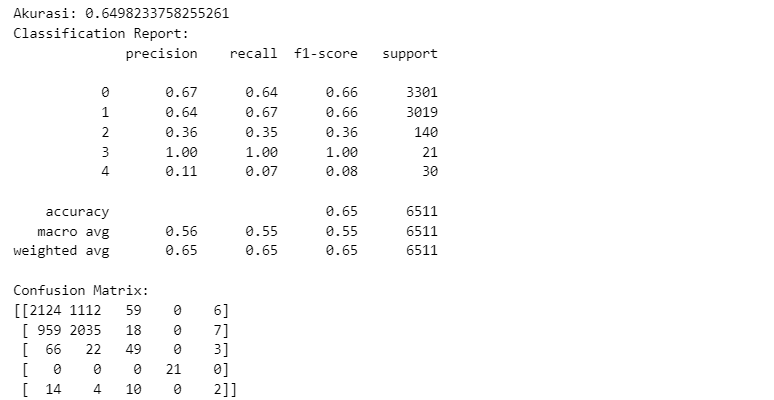 Akurasi: 0.6498233758255261
Classification Report:
precision recall f1-score support
0 0.67 0.64 0.66 3301
1 0.64 0.67 0.66 3019
2 0.36 0.35 0.36 140
3 1.00 1.00 1.00 21
4 0.11 0.07 0.08 30
accuracy 0.65 6511
macro avg 0.56 0.55 0.55 6511
weighted avg 0.65 0.65 0.65 6511
Confusion Matrix:
[[2124 1112 59 0 6]
[ 959 2035 18 0 7]
[ 66 22 49 0 3]
[ 0 0 0 21 0]
[ 14 4 10 0 2]]